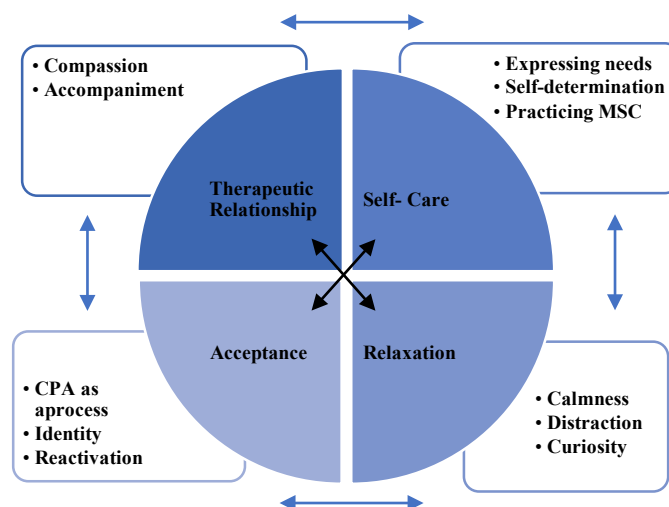 • Compassion
• Accompaniment
• Expressing needs
• Self-determination
• Practicing MSC
Therapeutic
Relationship
Self- Care
Acceptance
Relaxation
• CPA as
aprocess
• Identity
• Reactivation
• Calmness
• Distraction
• Curiosity